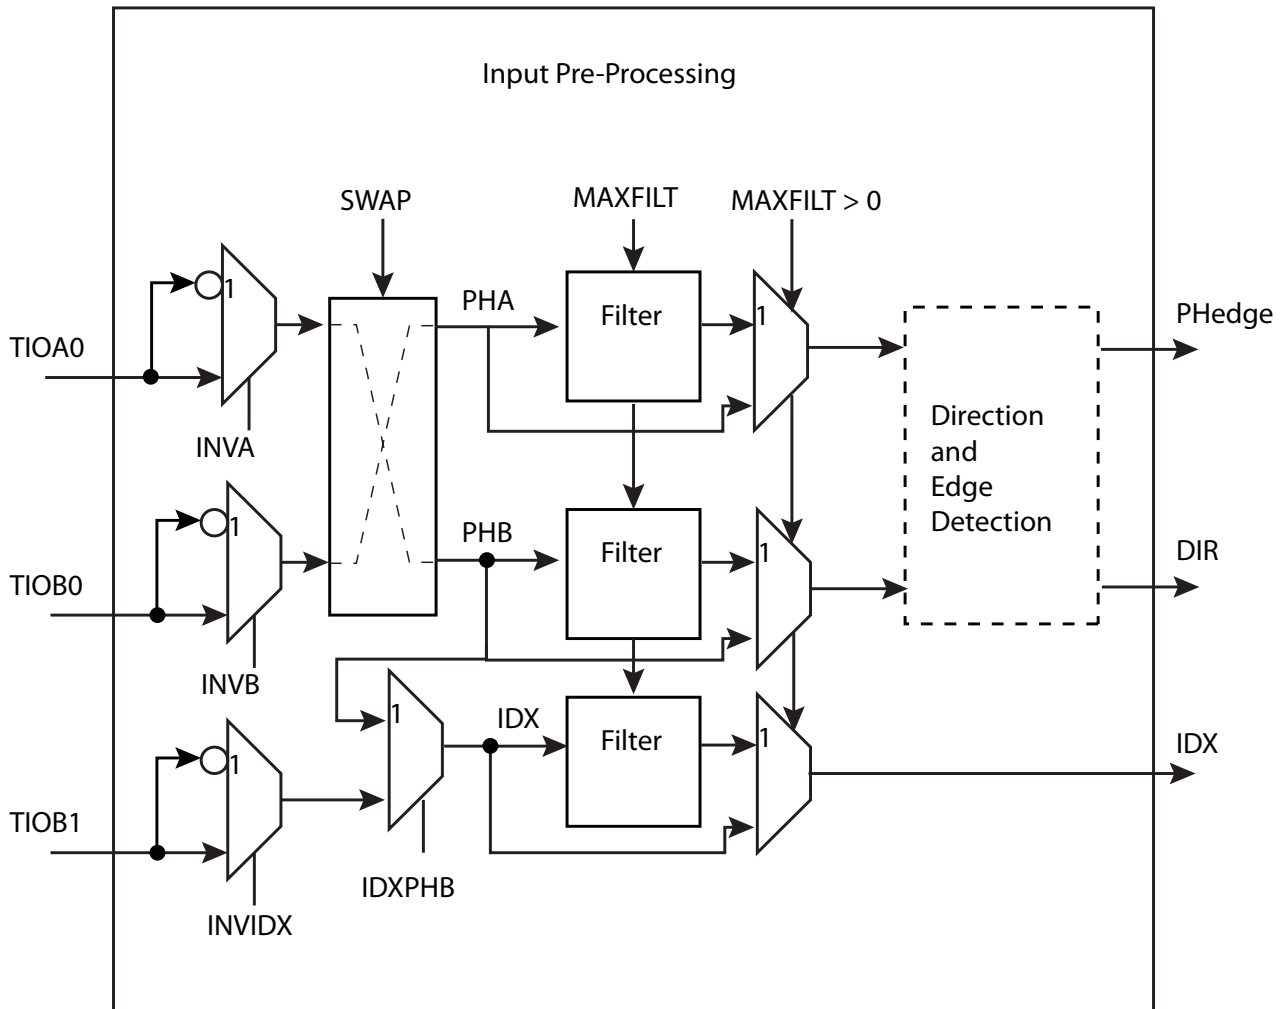 Input Pre-Processing
SWAP
MAXFILT
MAXFILT > 0
1
PHA
Filter
1
PHedge
TIOA0
INVA
Direction
and
Edge
Detection
1
PHB
Filter
1
DIR
TIOB0
INVB
1
IDX
Filter
1
IDX
1
TIOB1
IDXPHB
INVIDX